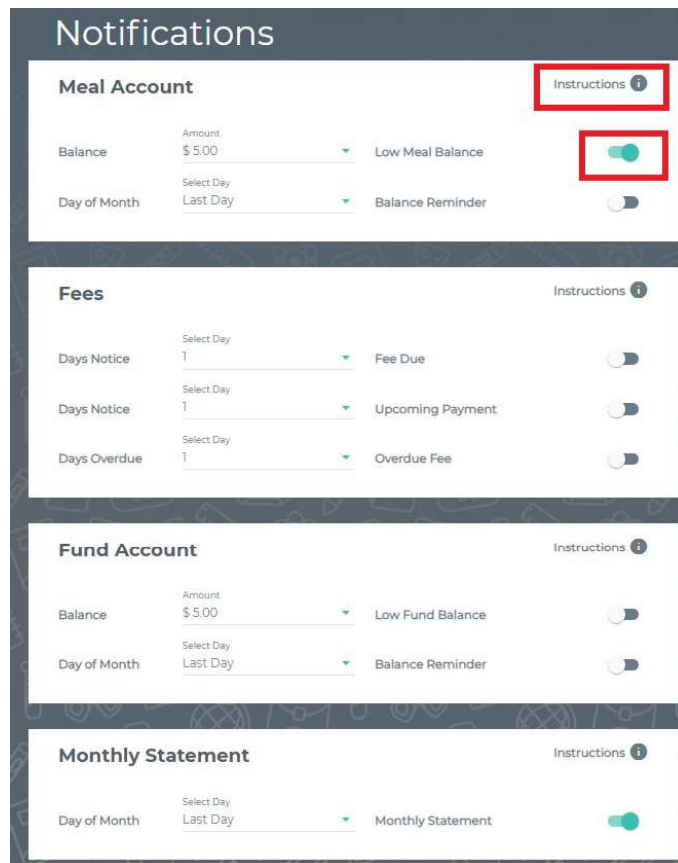 Notifications
Meal Account Instructions
Amount
Balance $ 5.00 Low Meal Balance
Select Day
Day of Month Last Day Balance Reminder
Fees Instructions
Select Day
Days Notice 1 Fee Due
Select Day
Days Notice 1 Upcoming Payment
Select Day
Days Overdue 1 Overdue Fee
Fund Account Instructions
Amount
Balance $ 5.00 Low Fund Balance
Select Day
Day of Month Last Day Balance Reminder
Monthly Statement Instructions
Select Day
Day of Month Last Day Monthly Statement